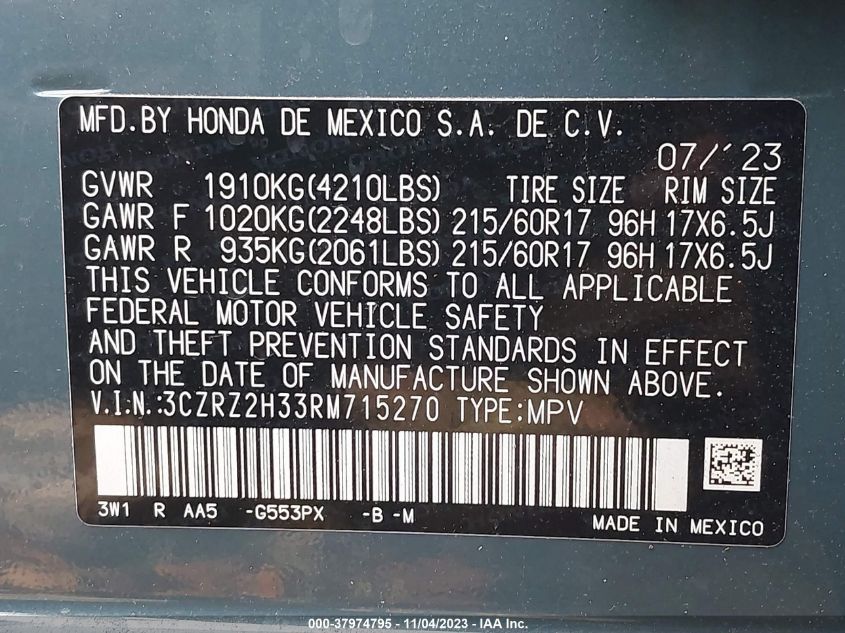 MFD.BY HONDA DE MEXICO S.A. DE C.V.
07/'23
GVWR 1910KG(4210LBS) TIRE SIZE RIM SIZE
GAWR F 1020KG(2248LBS) 215/60R17 96H 17X6.5J
GAWR R 935KG(2061LBS) 215/60R17 96H 17X6.5J
THIS VEHICLE CONFORMS TO ALL APPLICABLE
FEDERAL MOTOR VEHICLE SAFETY
AND THEFT PREVENTION STANDARDS IN EFFECT
ON THE DATE OF MANUFACTURE SHOWN ABOVE.
V.I.N.:3CZRZ2H33RM715270 TYPE:MPV
3W1 R AA5 -G553PX -B -M
MADE IN MEXICO
000-37974795 - 11/04/2023 - IAA Inc.